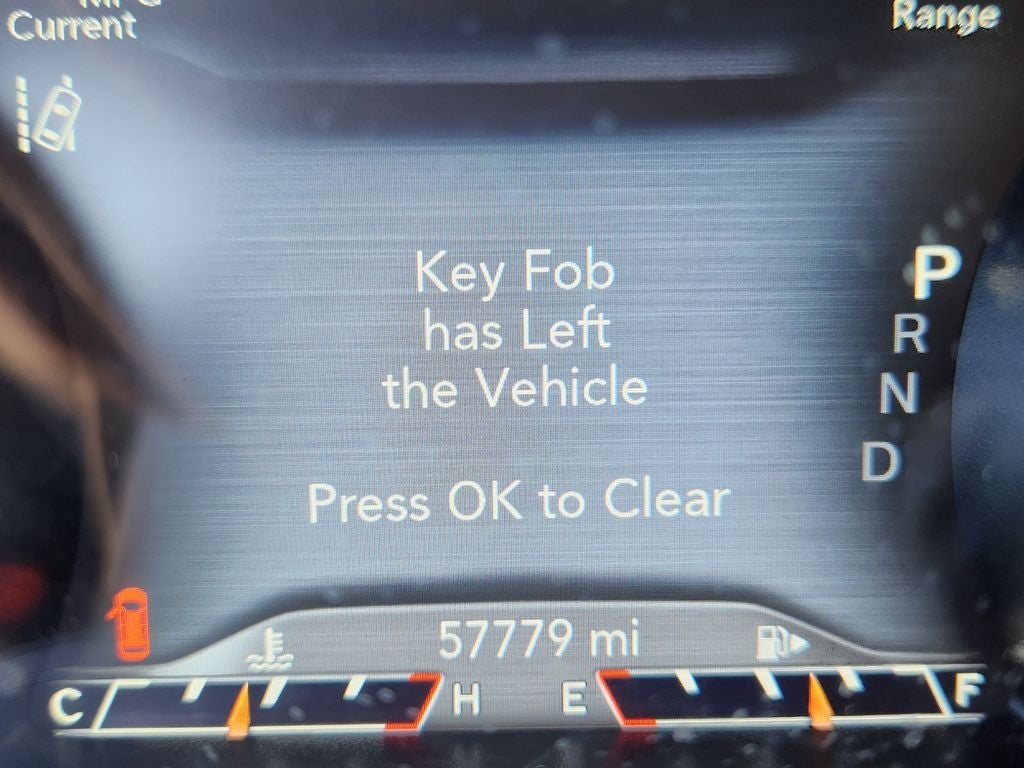 Current
Range
Key Fob
has Left
the Vehicle
Press OK to Clear
P
R
N
D
57779 mi
C
H
E
F